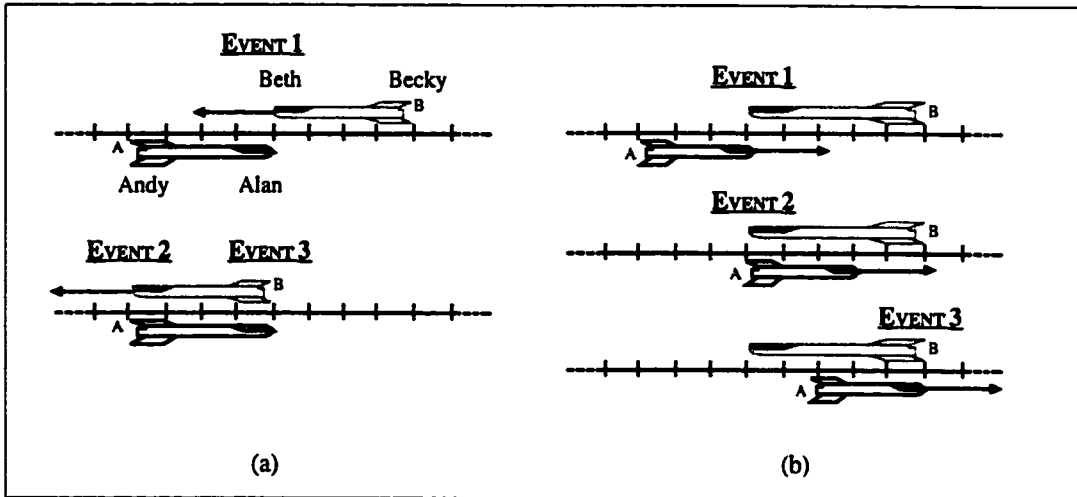 EVENT 1
Beth Becky
B
A
Andy Alan
EVENT 2 EVENT 3
B
A
(a)
EVENT 1
B
A
EVENT 2
B
A
EVENT 3
B
A
(b)